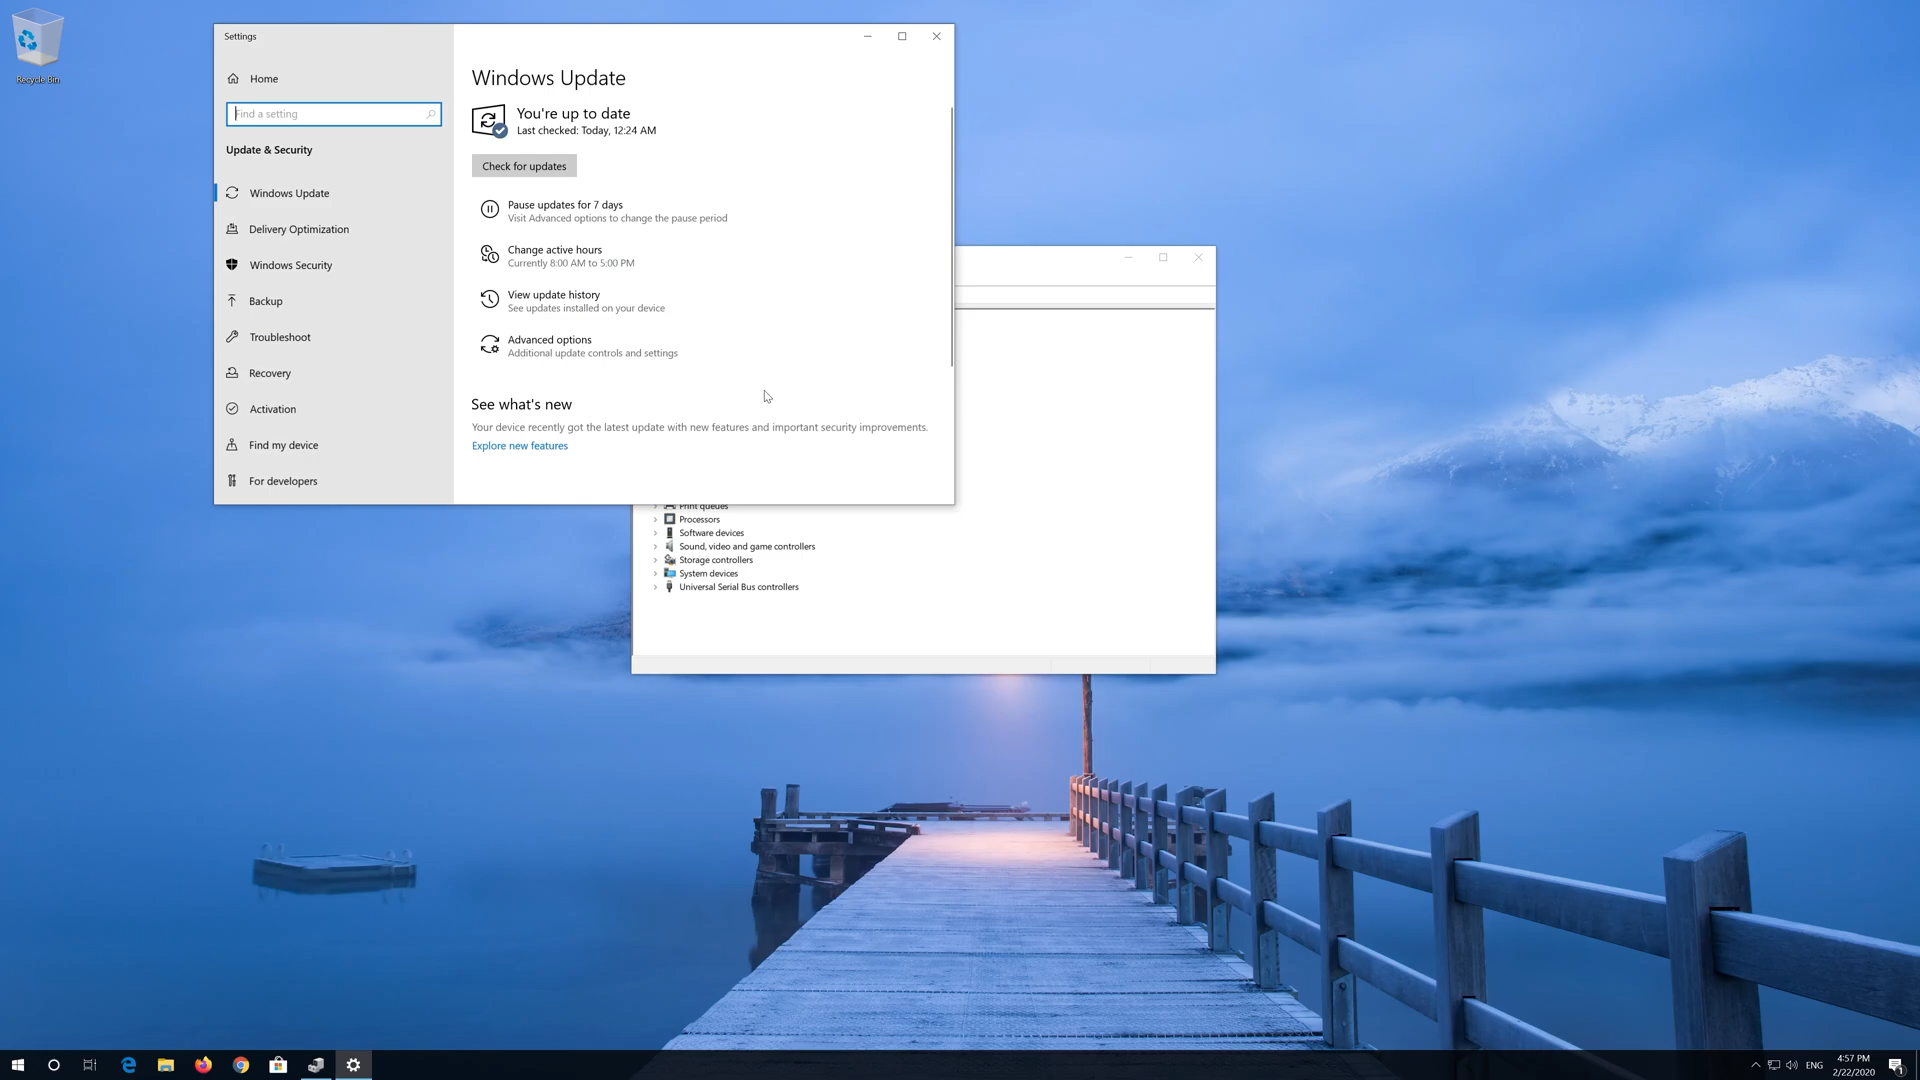 Recycle Bin
Settings
Home
Find a setting
Update & Security
Windows Update
Delivery Optimization
Windows Security
Backup
Troubleshoot
Recovery
Activation
Find my device
For developers
Windows Update
You're up to date
Last checked: Today, 12:24 AM
Check for updates
Pause updates for 7 days
Visit Advanced options to change the pause period
Change active hours
Currently 8:00 AM to 5:00 PM
View update history
See updates installed on your device
Advanced options
Additional update controls and settings
See what's new
Your device recently got the latest update with new features and important security improvements.
Explore new features
Print queues
Processors
Software devices
Sound, video and game controllers
Storage controllers
System devices
Universal Serial Bus controllers
ENG
4:57 PM
2/22/2020
1